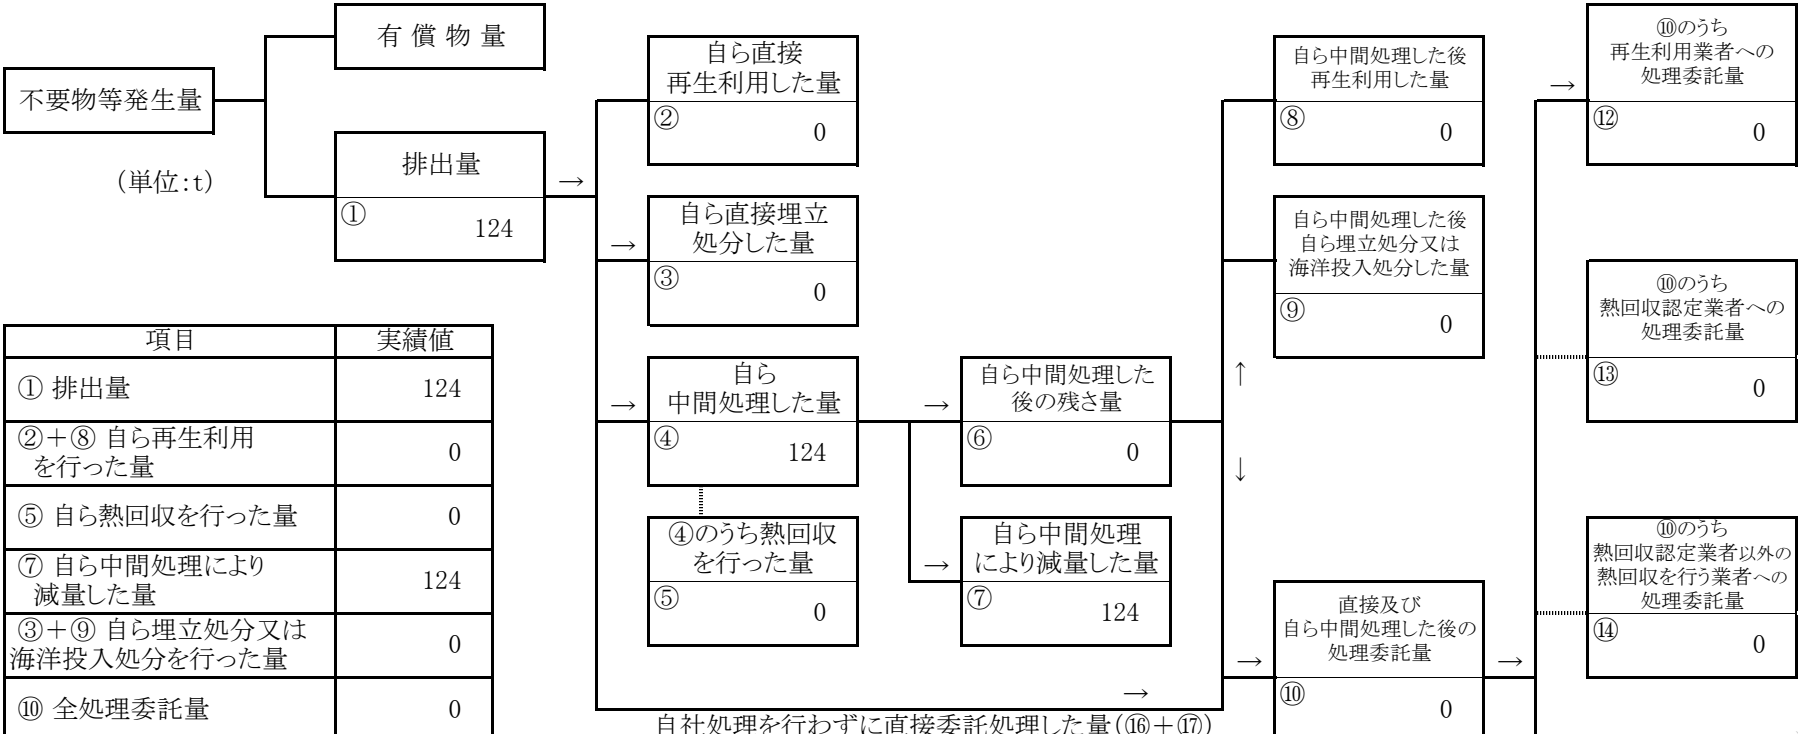 有 償 物 量
不要物等発生量
(単位:t)
排出量
①
124
→
自ら直接
再生利用した量
②
0
→
自ら直接埋立
処分した量
③
0
→
自ら
中間処理した量
④
124
④のうち熱回収
を行った量
⑤
0
→
自ら中間処理した
後の残さ量
⑥
0
→
自ら中間処理
により減量した量
⑦
124
自ら中間処理した後
再生利用した量
⑧
0
自ら中間処理した後
自ら埋立処分又は
海洋投入処分した量
⑨
0
↑
↓
→
直接及び
自ら中間処理した後の
処理委託量
⑩
0
→
自社処理を行わずに直接委託処理した量(⑯+⑰)
→
→
⑩のうち
再生利用業者への
処理委託量
⑫
0
⑩のうち
熱回収認定業者への
処理委託量
⑬
0
⑩のうち
熱回収認定業者以外の
熱回収を行う業者への
処理委託量
⑭
0
項目 実績値
① 排出量 124
②+⑧ 自ら再生利用
を行った量 0
⑤ 自ら熱回収を行った量 0
⑦ 自ら中間処理により
減量した量 124
③+⑨ 自ら埋立処分又は
海洋投入処分を行った量 0
⑩ 全処理委託量 0